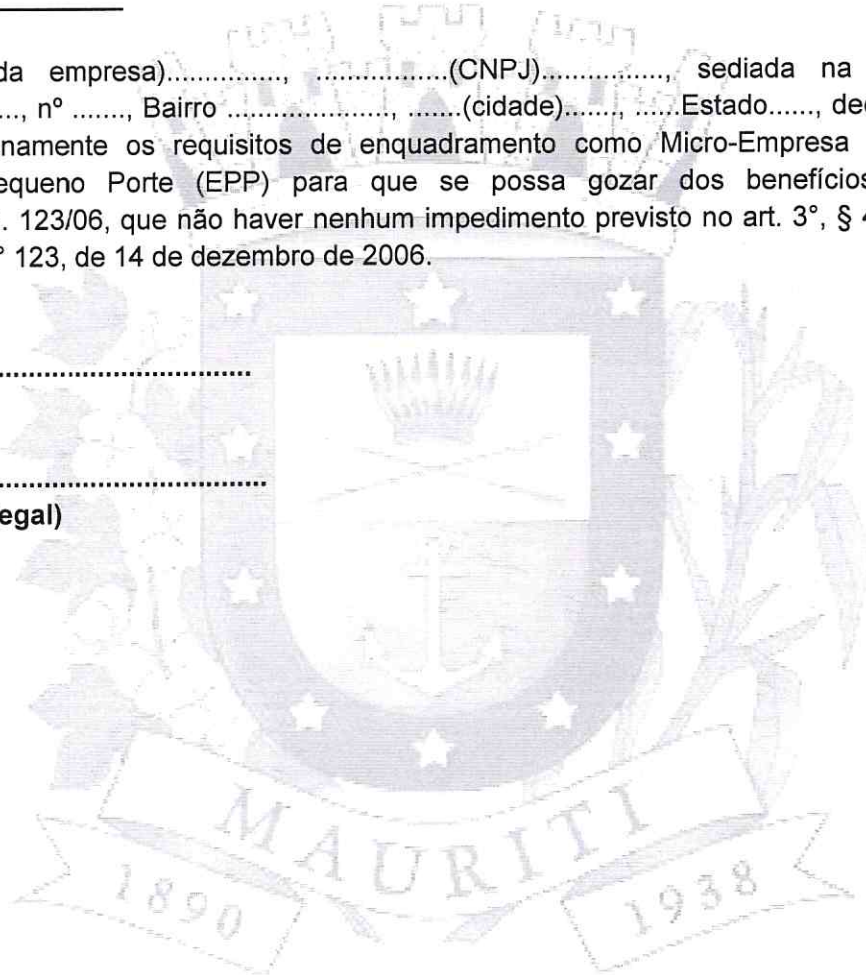 da empresa)..............., ..................(CNPJ)................, sediada na
..., nº ......., Bairro ....................., .......(cidade)......., ......Estado......,
namente os requisitos de enquadramento como Micro-Empresa
equeno Porte (EPP) para que se possa gozar dos benefícios
. 123/06, que não haver nenhum impedimento previsto no art. 3°, §
° 123, de 14 de dezembro de 2006.
.......................................
..........................................
egal)
MAURITI
1890
1938